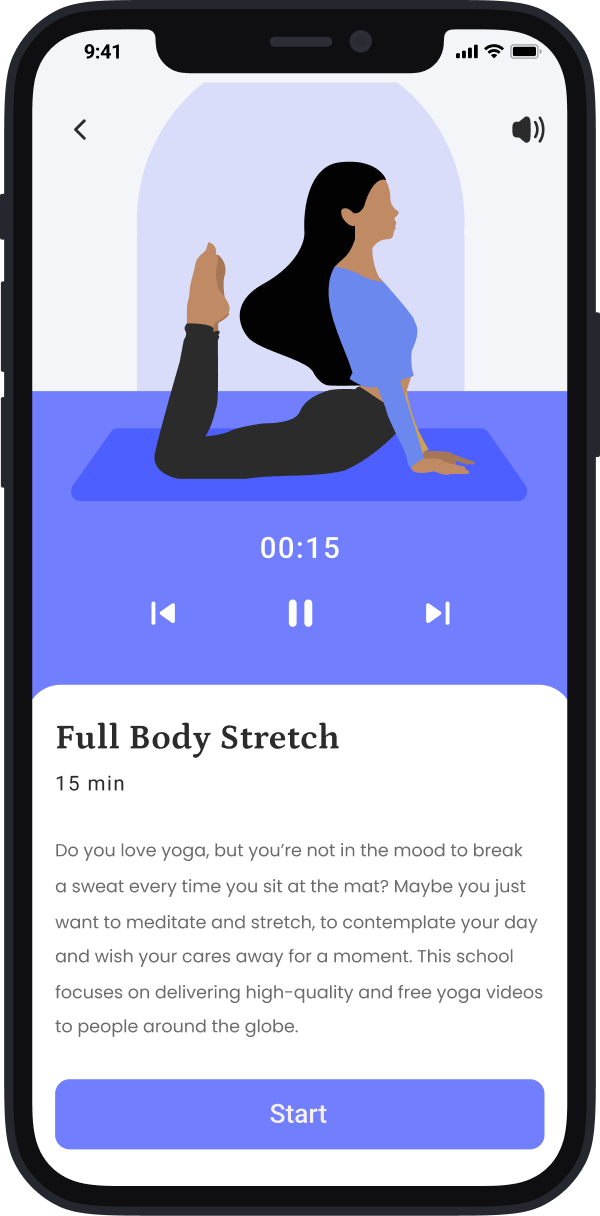 9:41
00:15
Full Body Stretch
15 min
Do you love yoga, but you’re not in the mood to break
a sweat every time you sit at the mat? Maybe you just
want to meditate and stretch, to contemplate your day
and wish your cares away for a moment. This school
focuses on delivering high-quality and free yoga videos
to people around the globe.
Start